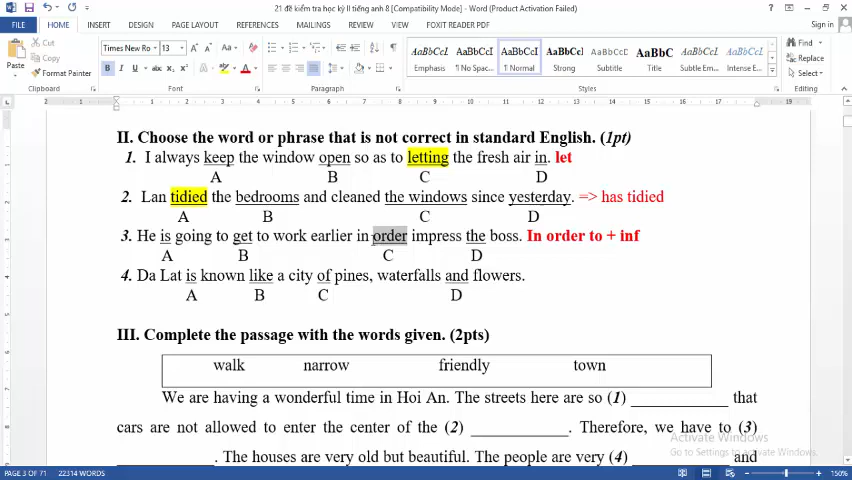 21 đề kiểm tra học kỳ II tiếng anh 8 [Compatibility Mode] - Word (Product Activation Failed)
FILE HOME INSERT DESIGN PAGE LAYOUT REFERENCES MAILINGS REVIEW VIEW FOXIT READER PDF Sign in
Paste Cut Copy Format Painter
Times New Ro 13
AaBbCcI AaBbCcI AaBbCcI AaBbCcI AaBbCcI AaBbC AaBbCcI
Emphasis ¶ No Spac... ¶ Normal Strong Subtle Em... Title Subtle Em... Intense E...
Find Replace Select
Clipboard Font Paragraph Styles Editing
II. Choose the word or phrase that is not correct in standard English. (1pt)
1. I always keep the window open so as to letting the fresh air in. let
A B C D
2. Lan tidied the bedrooms and cleaned the windows since yesterday. => has tidied
A B C D
3. He is going to get to work earlier in order impress the boss. In order to + inf
A B C D
4. Da Lat is known like a city of pines, waterfalls and flowers.
A B C D
III. Complete the passage with the words given. (2pts)
walk narrow friendly town
We are having a wonderful time in Hoi An. The streets here are so (1) __________ that
cars are not allowed to enter the center of the (2) __________. Therefore, we have to (3)
__________. The houses are very old but beautiful. The people are very (4) __________ and
Activate Windows
Go to Settings to activate Windows.
PAGE 3 OF 71 22314 WORDS 150%